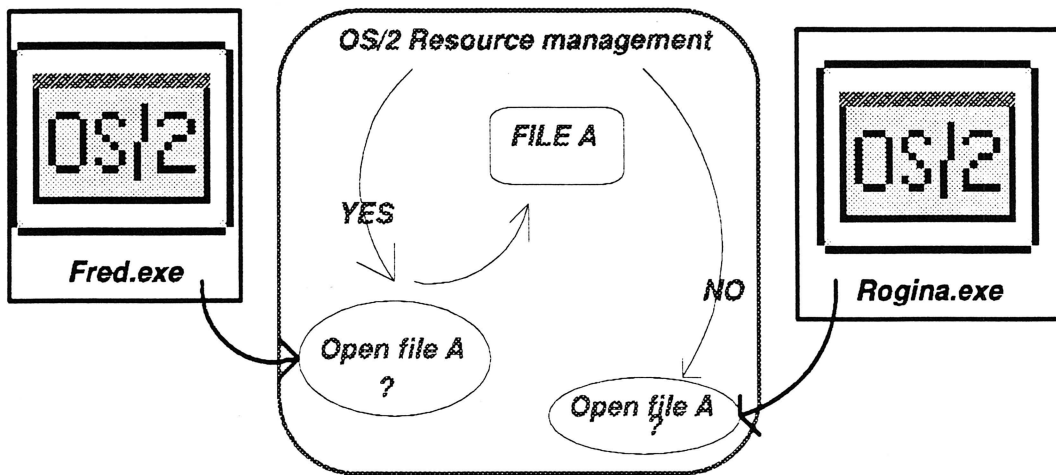 OS/2 Resource management
OS/2
Fred.exe
FILE A
YES
Open file A
?
NO
Open file A
?
OS/2
Rogina.exe